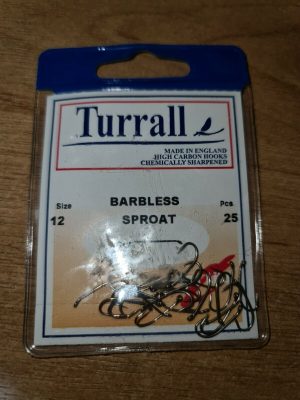 Turrall
MADE IN ENGLAND
HIGH CARBON HOOKS
CHEMICALLY SHARPENED
Size BARBLESS Pcs
12 SPROAT 25